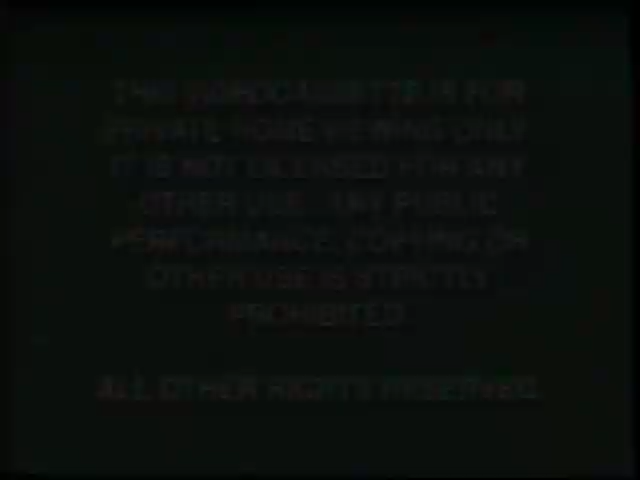 THIS VIDEOCASSETTE IS FOR
PRIVATE HOME VIEWING ONLY
IT IS NOT LICENSED FOR ANY
OTHER USE. ANY PUBLIC
PERFORMANCE, COPYING OR
OTHER USE IS STRICTLY
PROHIBITED.
ALL OTHER RIGHTS RESERVED